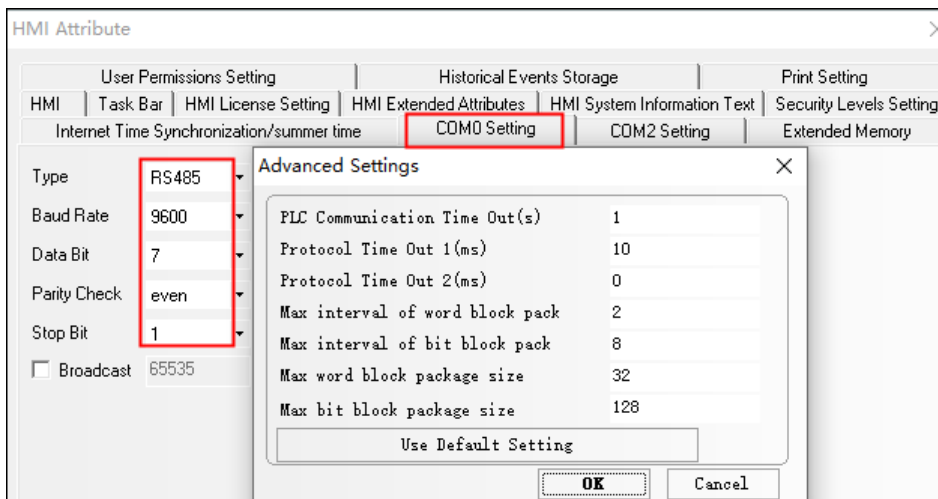 HMI Attribute
User Permissions Setting Historical Events Storage Print Setting
HMI Task Bar HMI License Setting HMI Extended Attributes HMI System Information Text Security Levels Setting
Internet Time Synchronization/summer time COM0 Setting COM2 Setting Extended Memory
Type RS485
Baud Rate 9600
Data Bit 7
Parity Check even
Stop Bit 1
Broadcast 65535
Advanced Settings
PLC Communication Time Out(s) 1
Protocol Time Out 1(ms) 10
Protocol Time Out 2(ms) 0
Max interval of word block pack 2
Max interval of bit block pack 8
Max word block package size 32
Max bit block package size 128
Use Default Setting
OK Cancel